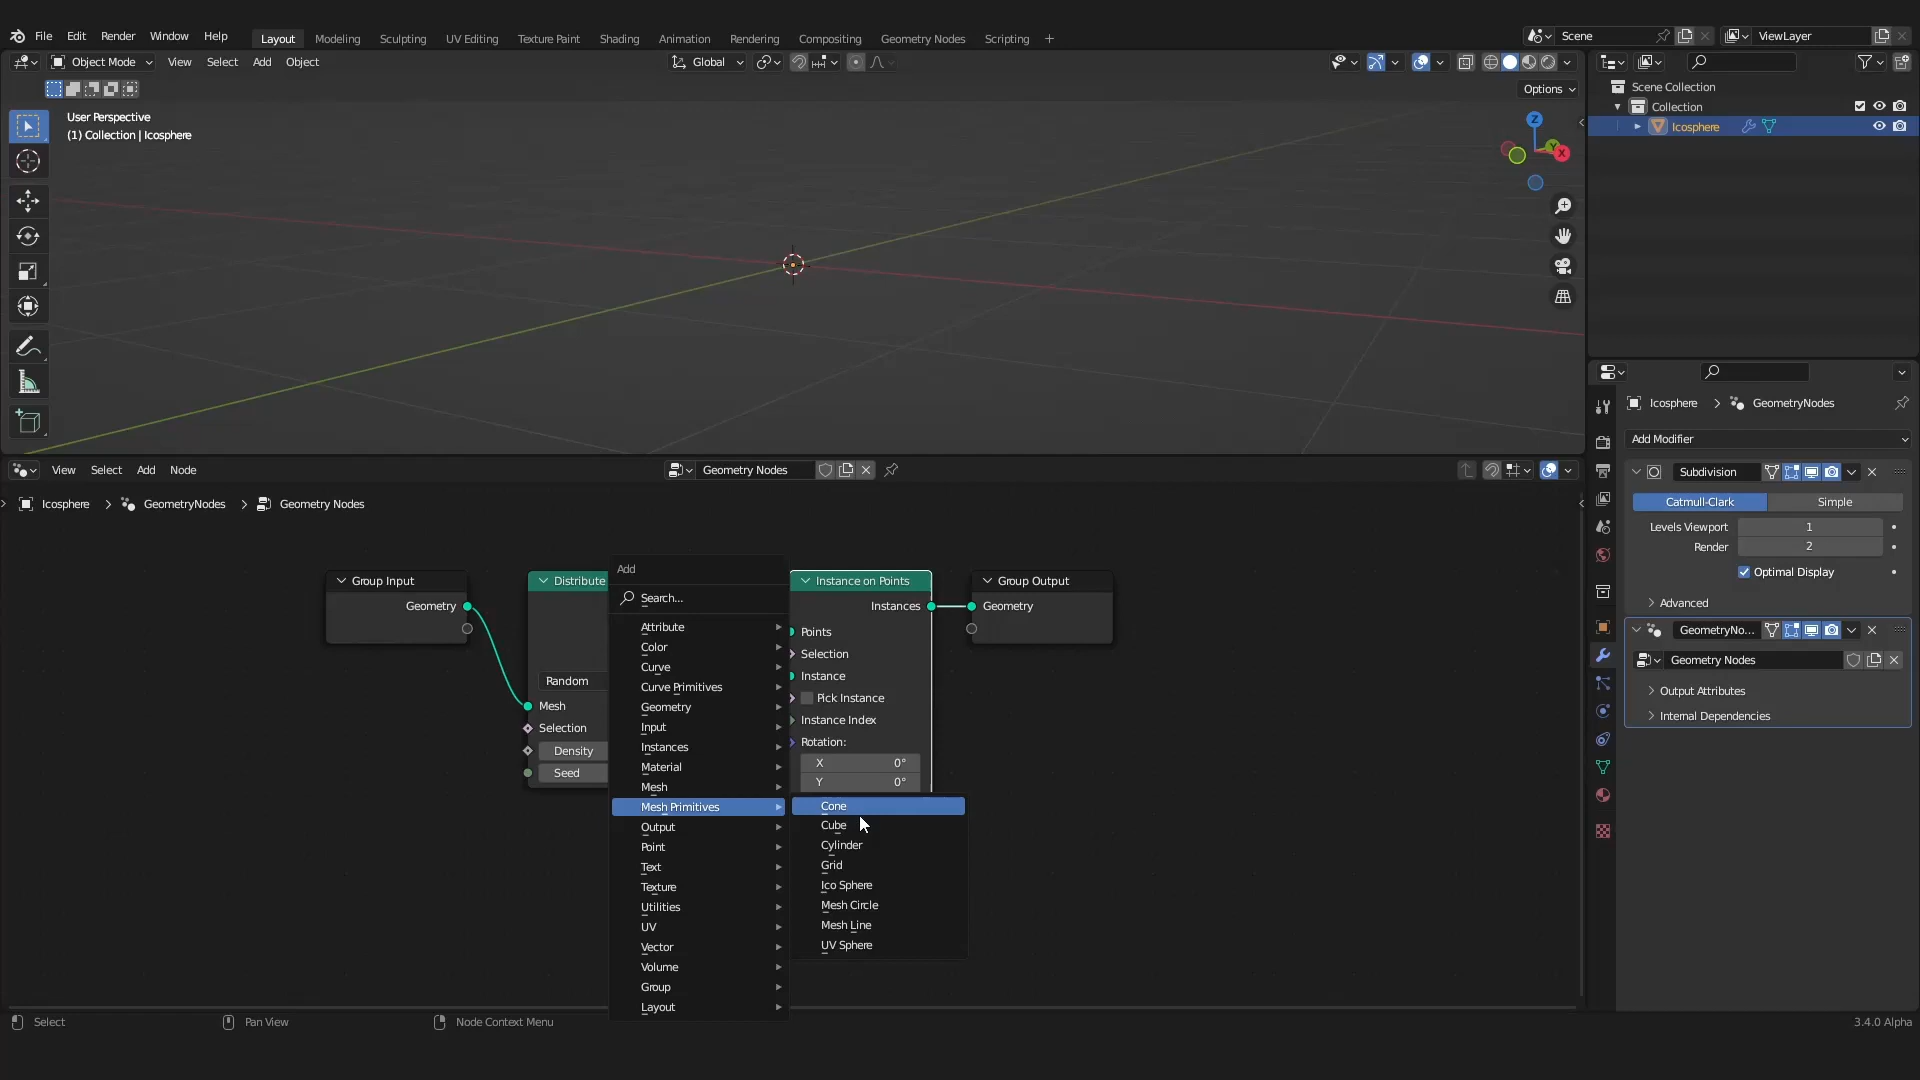 File Edit Render Window Help
Layout Modeling Sculpting UV Editing Texture Paint Shading Animation Rendering Compositing Geometry Nodes Scripting +
Scene ViewLayer
Object Mode View Select Add Object
Global
Options
User Perspective
(1) Collection | Icosphere
Z
Y
X
Scene Collection
Collection
Icosphere
Icosphere > GeometryNodes
Add Modifier
Subdivision
Catmull-Clark Simple
Levels Viewport 1
Render 2
Optimal Display
Advanced
GeometryNo...
Geometry Nodes
Output Attributes
Internal Dependencies
View Select Add Node
Geometry Nodes
Icosphere > GeometryNodes > Geometry Nodes
Group Input
Geometry
Distribute
Random
Mesh
Selection
Density
Seed
Add
Search...
Attribute
Color
Curve
Curve Primitives
Geometry
Input
Instances
Material
Mesh
Mesh Primitives
Output
Point
Text
Texture
Utilities
UV
Vector
Volume
Group
Layout
Instance on Points
Instances
Points
Selection
Instance
Pick Instance
Instance Index
Rotation:
X 0°
Y 0°
Cone
Cube
Cylinder
Grid
Ico Sphere
Mesh Circle
Mesh Line
UV Sphere
Group Output
Geometry
Select Pan View Node Context Menu
3.4.0 Alpha